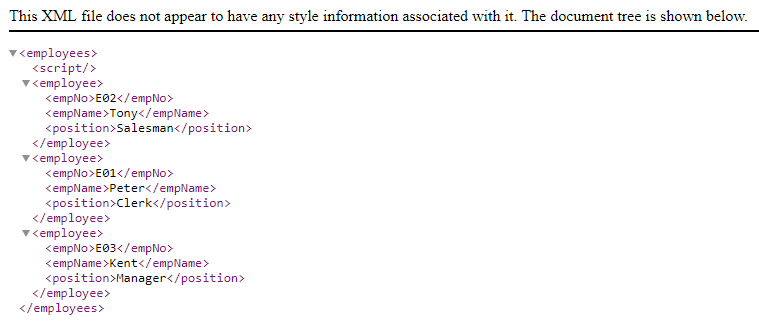 This XML file does not appear to have any style information associated with it. The document tree is shown below.
▼<employees>
<script/>
▼<employee>
<empNo>E02</empNo>
<empName>Tony</empName>
<position>Salesman</position>
</employee>
▼<employee>
<empNo>E01</empNo>
<empName>Peter</empName>
<position>Clerk</position>
</employee>
▼<employee>
<empNo>E03</empNo>
<empName>Kent</empName>
<position>Manager</position>
</employee>
</employees>